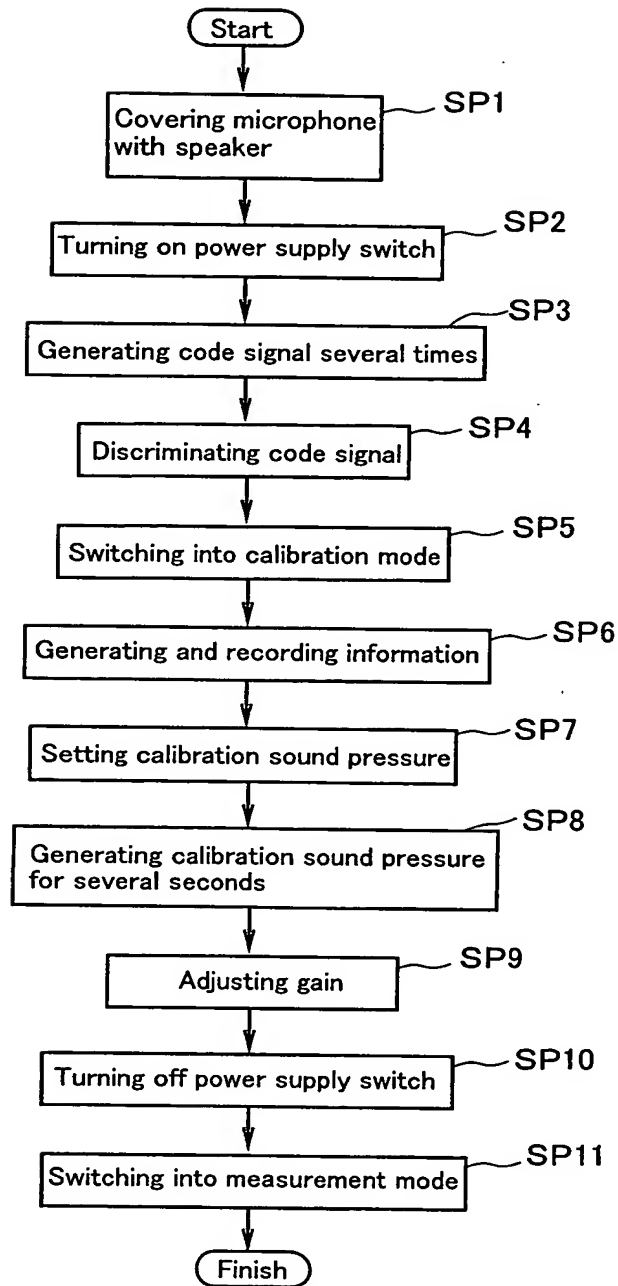 Start
SP1
Covering microphone
with speaker
SP2
Turning on power supply switch
SP3
Generating code signal several times
SP4
Discriminating code signal
SP5
Switching into calibration mode
SP6
Generating and recording information
SP7
Setting calibration sound pressure
SP8
Generating calibration sound pressure
for several seconds
SP9
Adjusting gain
SP10
Turning off power supply switch
SP11
Switching into measurement mode
Finish